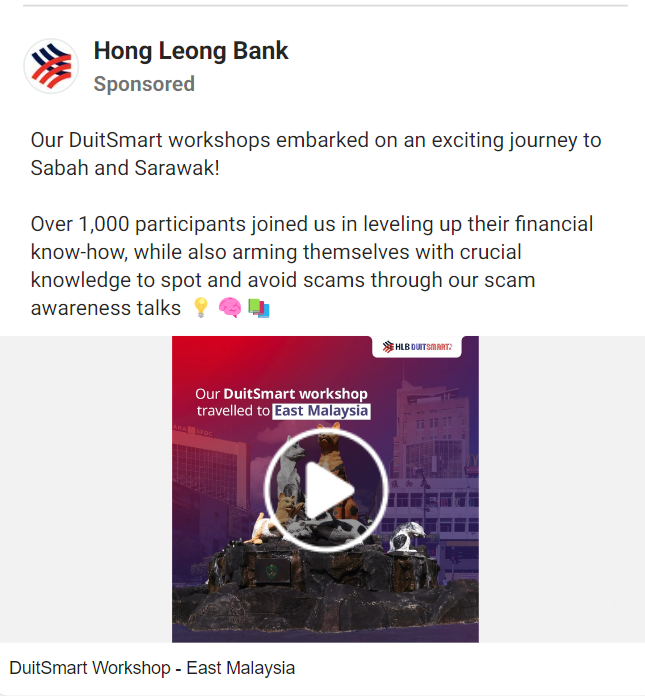 Hong Leong Bank
Sponsored
Our DuitSmart workshops embarked on an exciting journey to
Sabah and Sarawak!
Over 1,000 participants joined us in leveling up their financial
know-how, while also arming themselves with crucial
knowledge to spot and avoid scams through our scam
awareness talks 💡 🧠 📚
HLB DUITSMART
Our DuitSmart workshop
travelled to East Malaysia
DuitSmart Workshop - East Malaysia